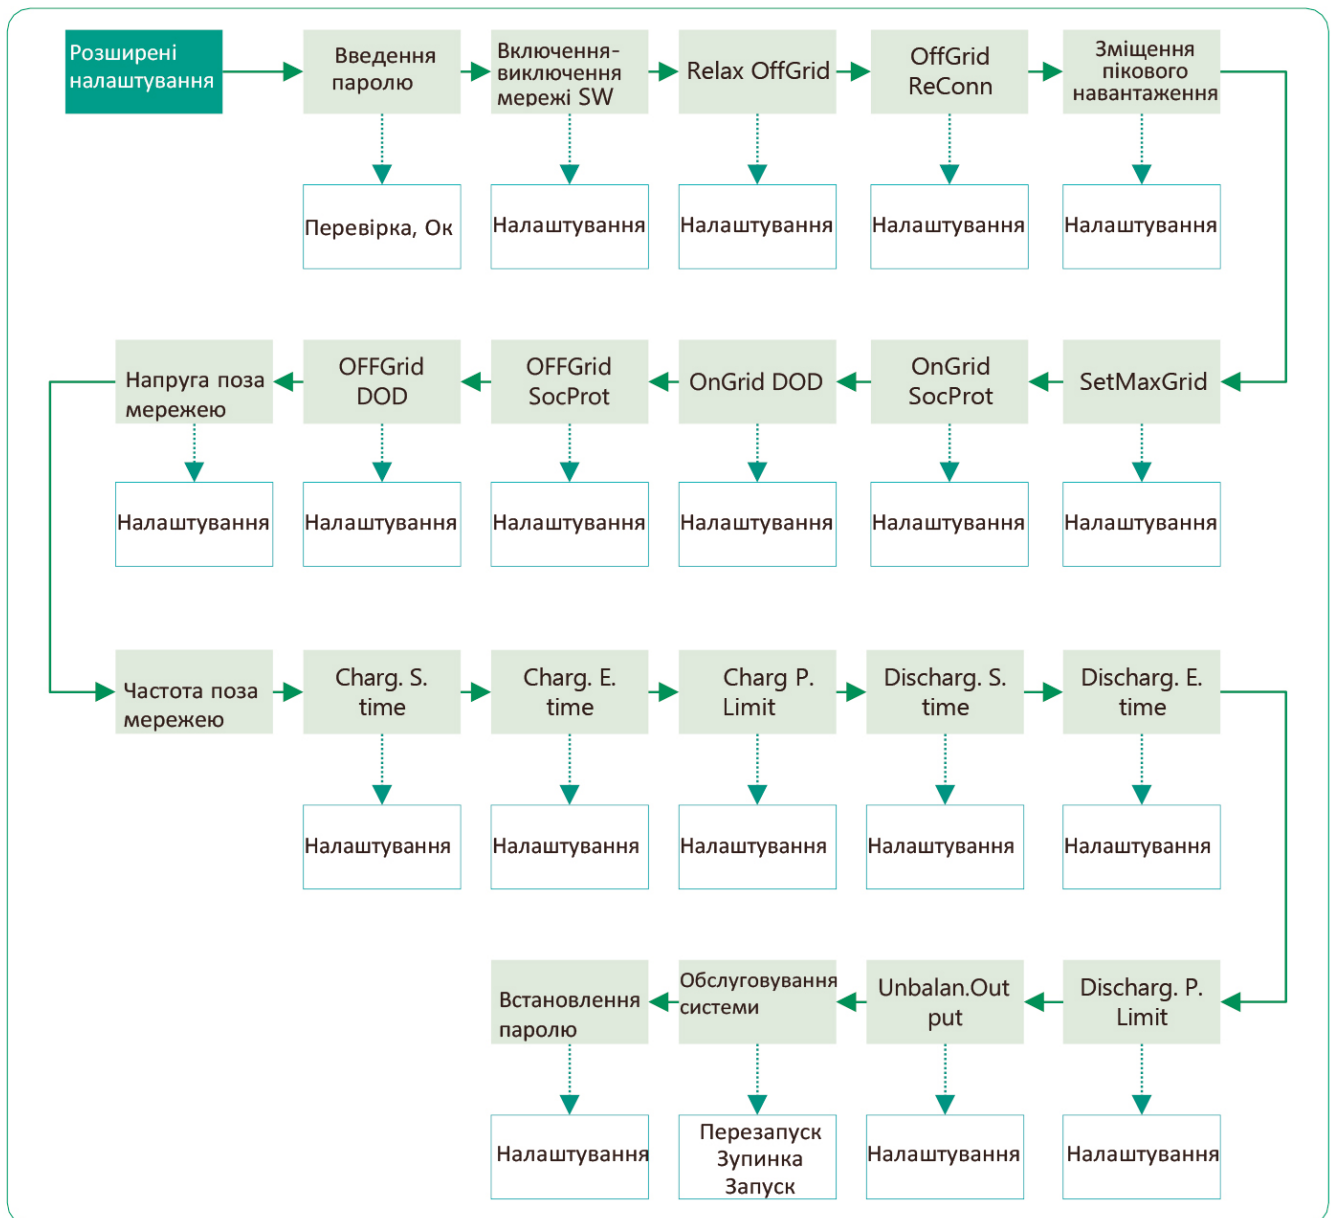 Розширені
налаштування
Введення
паролю
Включення-
виключення
мережі SW
Relax OffGrid
OffGrid
ReConn
Зміщення
пікового
навантаження
Перевірка, Ок
Налаштування
Налаштування
Налаштування
Налаштування
Напруга поза
мережею
OFFGrid
DOD
OFFGrid
SocProt
OnGrid DOD
OnGrid
SocProt
SetMaxGrid
Налаштування
Налаштування
Налаштування
Налаштування
Налаштування
Налаштування
Частота поза
мережею
Charg. S.
time
Charg. E.
time
Charg P.
Limit
Discharg. S.
time
Discharg. E.
time
Налаштування
Налаштування
Налаштування
Налаштування
Налаштування
Встановлення
паролю
Обслуговування
системи
Unbalan.Out
put
Discharg. P.
Limit
Налаштування
Перезапуск
Зупинка
Запуск
Налаштування
Налаштування